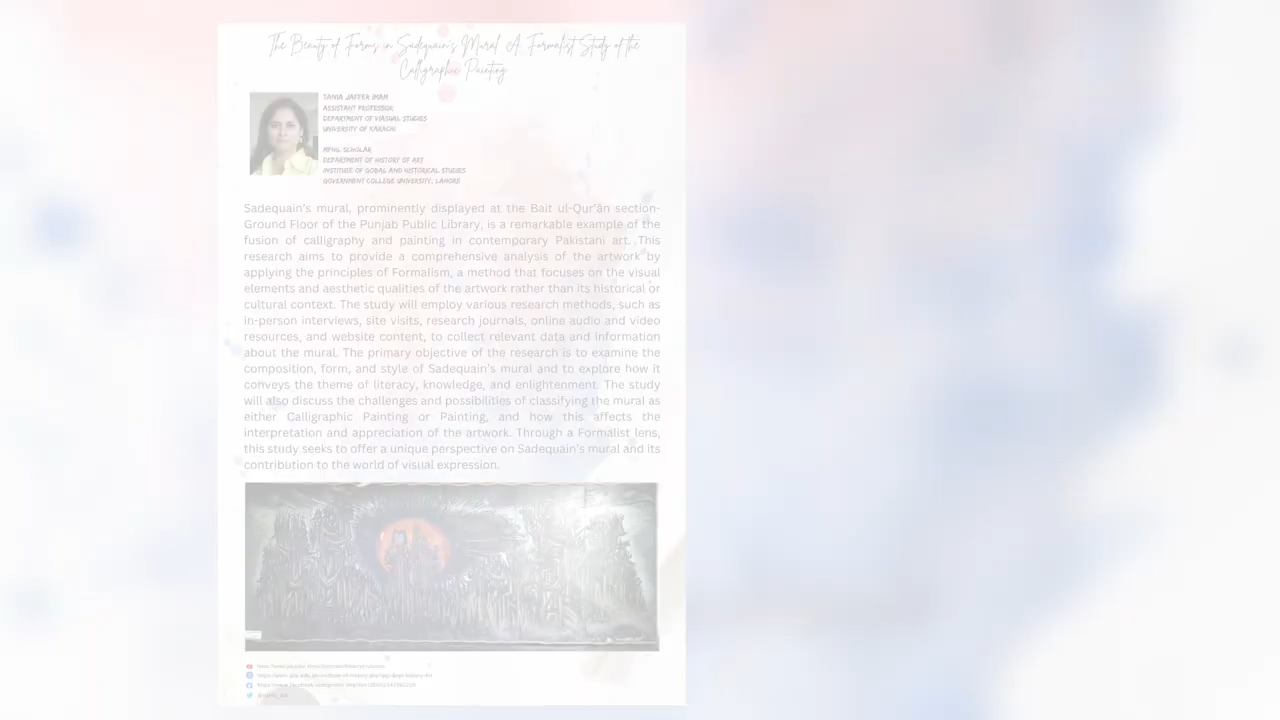 The Beauty of Forms in Sadequain's Mural: A Formalist Study of the
Calligraphic Painting
TANIA JAFFER IMAM
ASSISTANT PROFESSOR
DEPARTMENT OF VIASUAL STUDIES
UNIVERSITY OF KARACHI
MPHIL SCHOLAR
DEPARTMENT OF HISTORY OF ART
INSTITUTE OF GOBAL AND HISTORICAL STUDIES
GOVERNMENT COLLEGE UNIVERSITY, LAHORE
Sadequain's mural, prominently displayed at the Bait ul-Qur'ān section-
Ground Floor of the Punjab Public Library, is a remarkable example of the
fusion of calligraphy and painting in contemporary Pakistani art. This
research aims to provide a comprehensive analysis of the artwork by
applying the principles of Formalism, a method that focuses on the visual
elements and aesthetic qualities of the artwork rather than its historical or
cultural context. The study will employ various research methods, such as
in-person interviews, site visits, research journals, online audio and video
resources, and website content, to collect relevant data and information
about the mural. The primary objective of the research is to examine the
composition, form, and style of Sadequain's mural and to explore how it
conveys the theme of literacy, knowledge, and enlightenment. The study
will also discuss the challenges and possibilities of classifying the mural as
either Calligraphic Painting or Painting, and how this affects the
interpretation and appreciation of the artwork. Through a Formalist lens,
this study seeks to offer a unique perspective on Sadequain's mural and its
contribution to the world of visual expression.